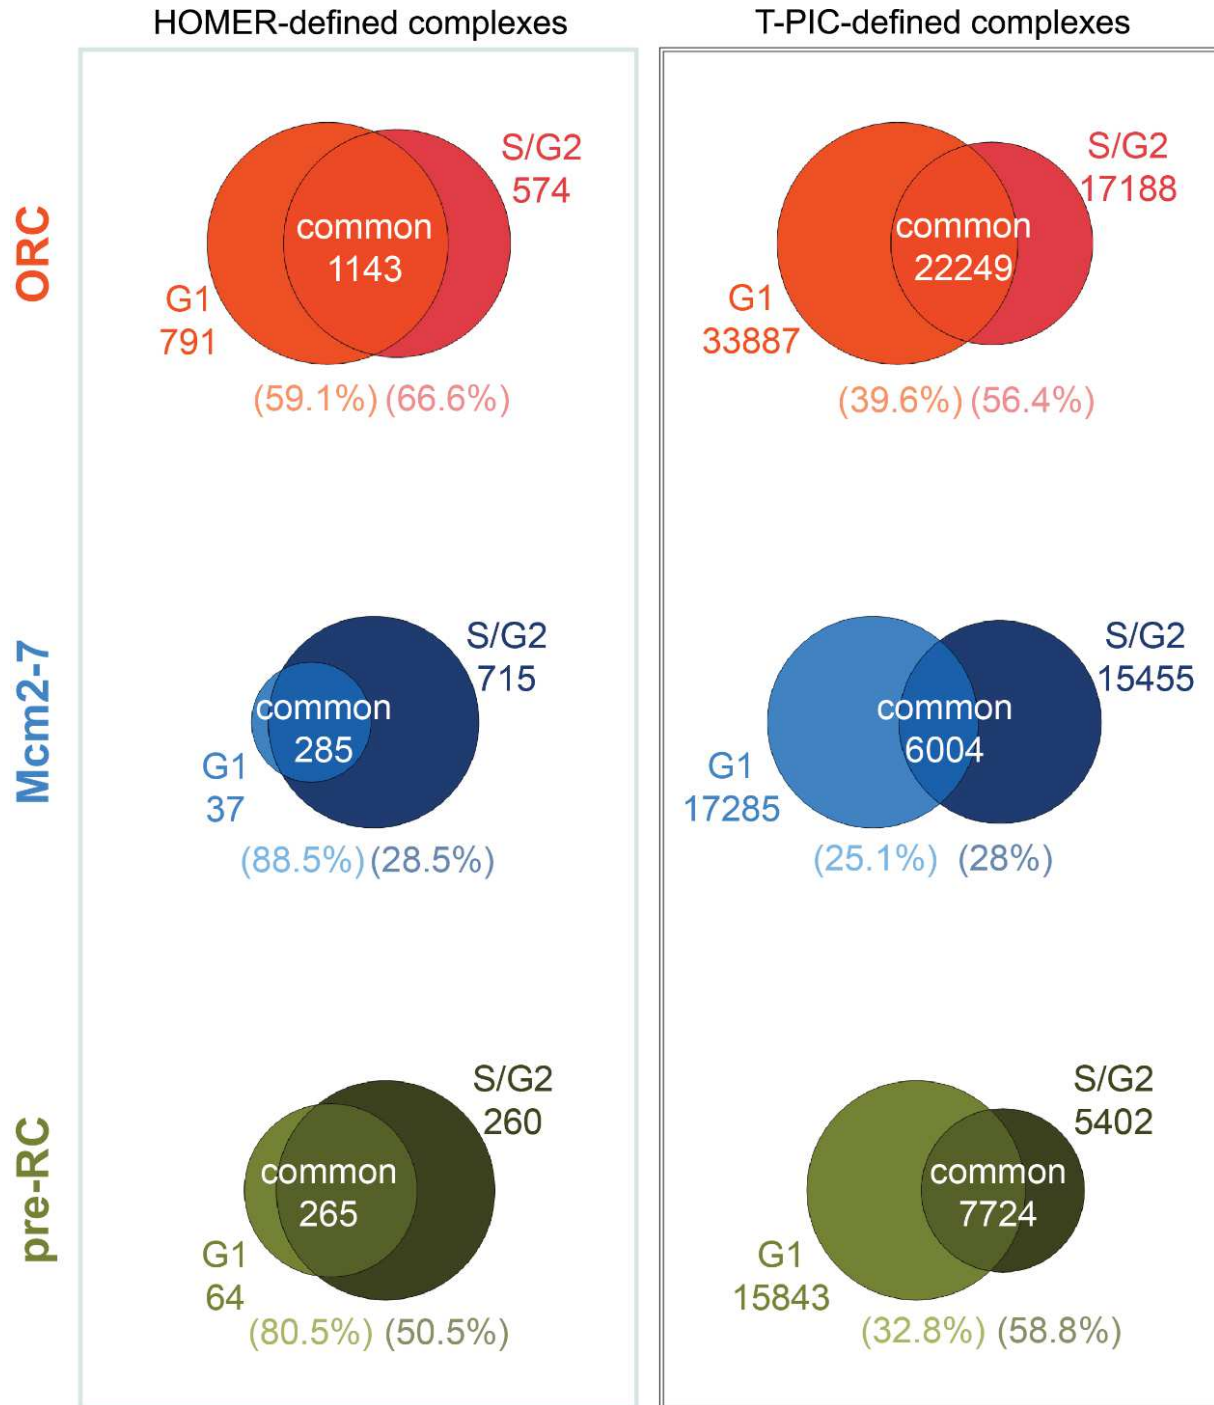 HOMER-defined complexes
T-PIC-defined complexes
ORC
S/G2
574
common
1143
G1
791
(59.1%) (66.6%)
S/G2
17188
common
22249
G1
33887
(39.6%) (56.4%)
Mcm2-7
S/G2
715
common
285
G1
37
(88.5%) (28.5%)
S/G2
15455
common
6004
G1
17285
(25.1%) (28%)
pre-RC
S/G2
260
common
265
G1
64
(80.5%) (50.5%)
S/G2
5402
common
7724
G1
15843
(32.8%) (58.8%)